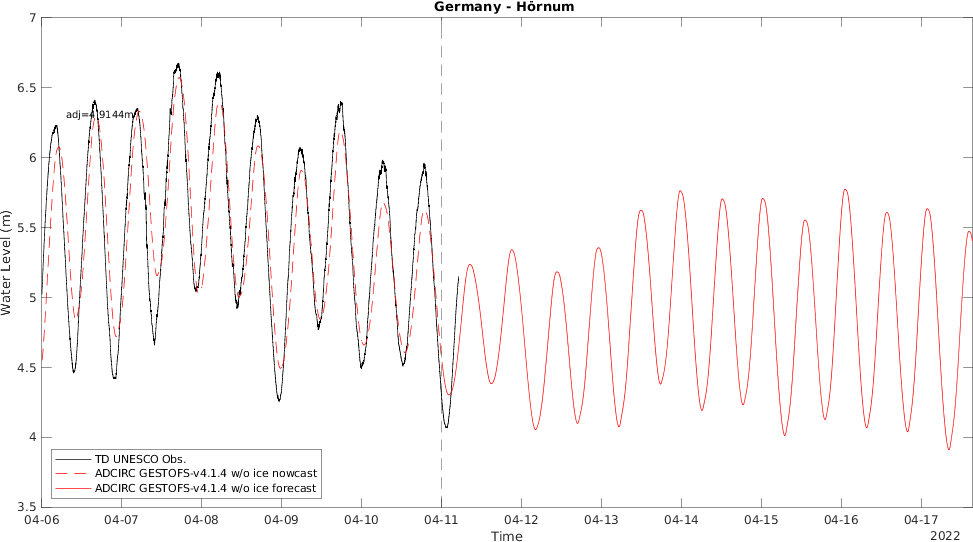 Germany - Hörnum
7
6.5
6
5.5
5
4.5
4
3.5
Water Level (m)
adj=4.9144m
TD UNESCO Obs.
ADCIRC GESTOFS-v4.1.4 w/o ice nowcast
ADCIRC GESTOFS-v4.1.4 w/o ice forecast
04-06 04-07 04-08 04-09 04-10 04-11 04-12 04-13 04-14 04-15 04-16 04-17
Time
2022